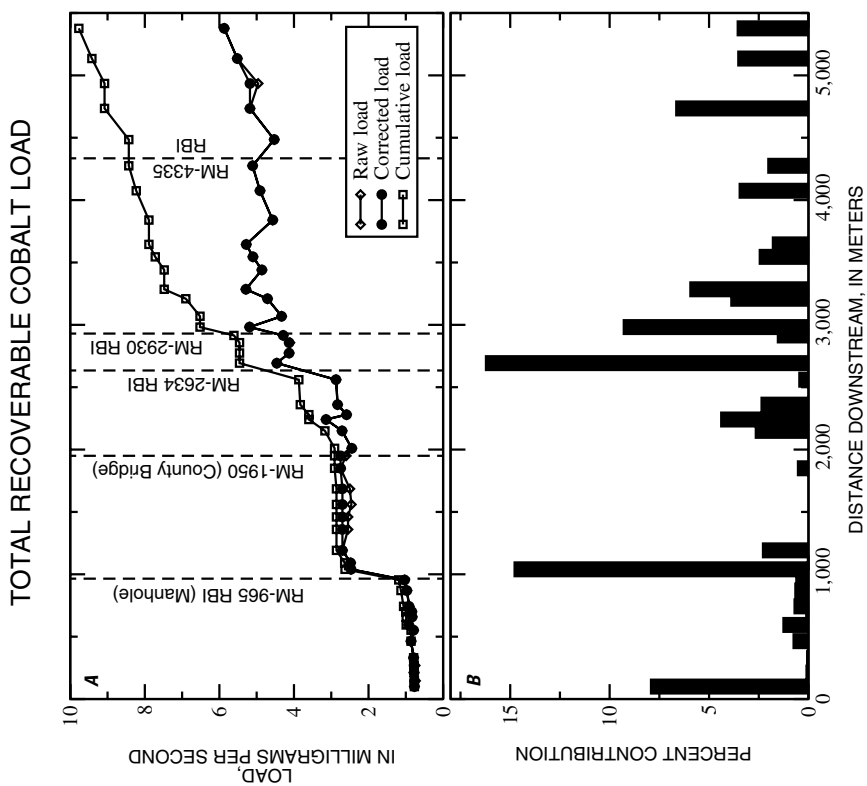 TOTAL RECOVERABLE COBALT LOAD
LOAD,
IN MILLIGRAMS PER SECOND
10
8
6
4
2
0
A
RM-965 RBI (Manhole)
RM-1950 (County Bridge)
RM-2634 RBI
RM-2930 RBI
RM-4335
RBI
Raw load
Corrected load
Cumulative load
PERCENT CONTRIBUTION
15
10
5
0
B
0
1,000
2,000
3,000
4,000
5,000
DISTANCE DOWNSTREAM, IN METERS